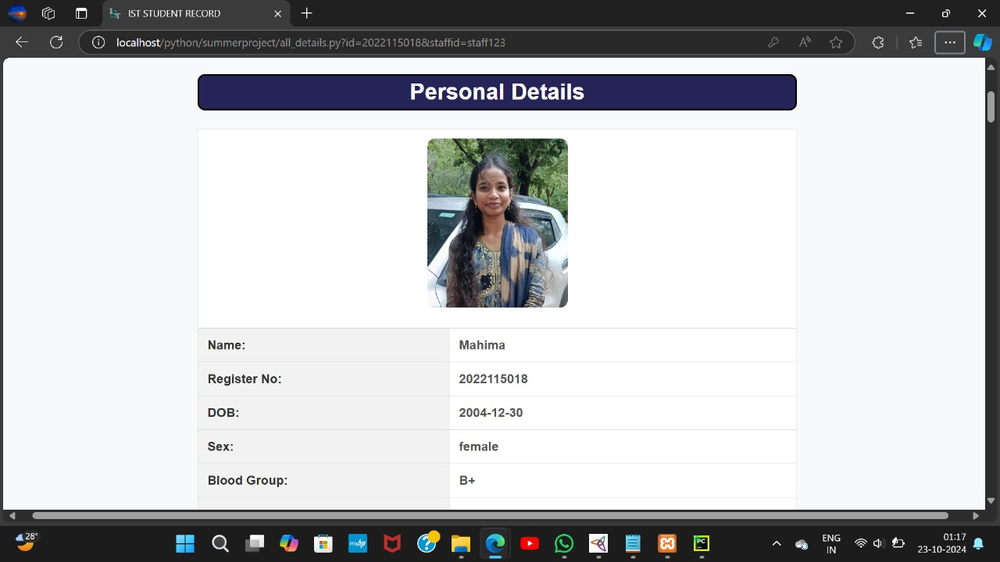 IST STUDENT RECORD
localhost/python/summerproject/all_details.py?id=2022115018&staffid=staff123
Personal Details
Name: Mahima
Register No: 2022115018
DOB: 2004-12-30
Sex: female
Blood Group: B+
28°
ENG
IN
01:17
23-10-2024